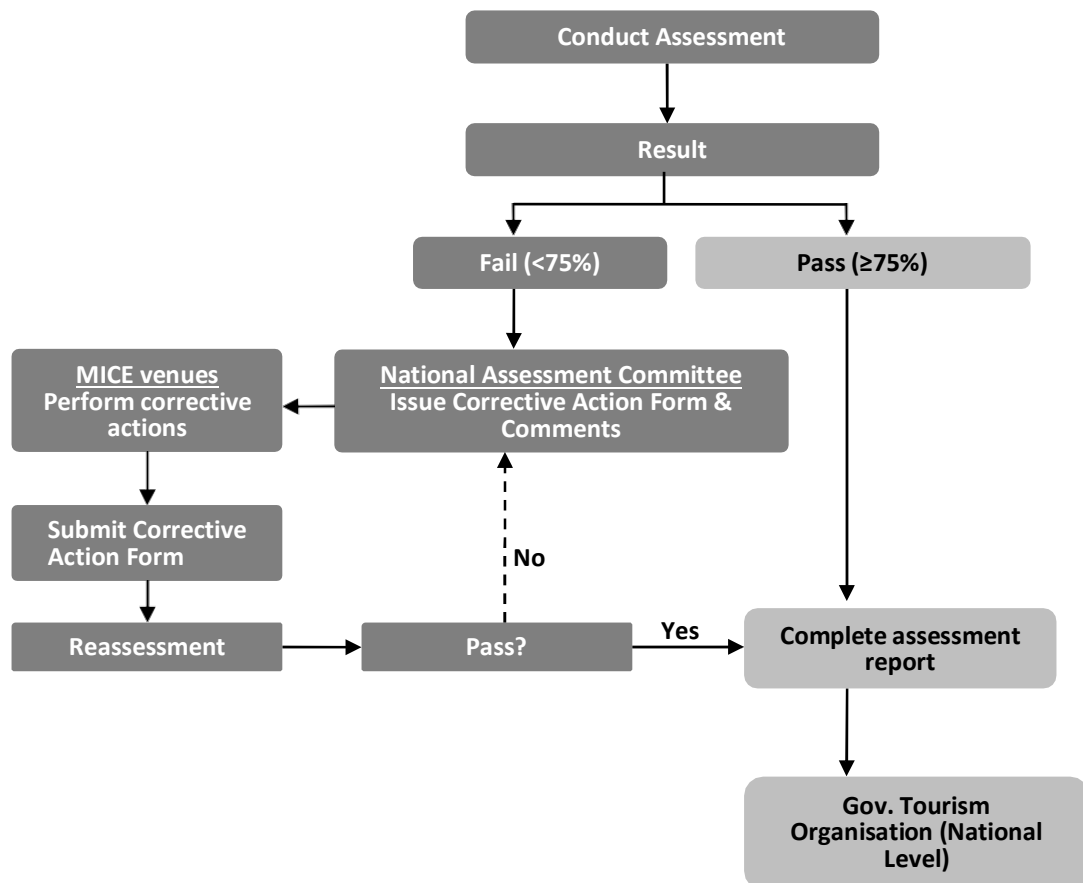 Conduct Assessment
Result
Fail (<75%)
Pass (≥75%)
MICE venues
Perform corrective
actions
National Assessment Committee
Issue Corrective Action Form &
Comments
Submit Corrective
Action Form
No
Reassessment
Pass?
Yes
Complete assessment
report
Gov. Tourism
Organisation (National
Level)